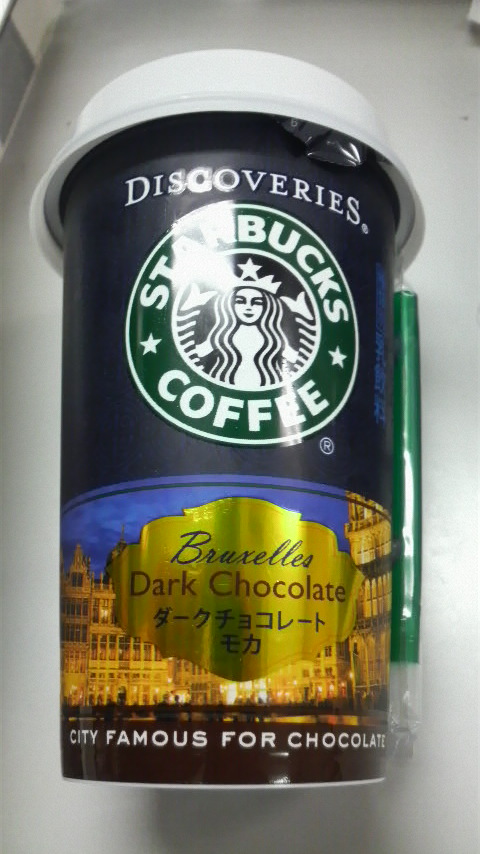 DISCOVERIES®
STARBUCKS
COFFEE
®
Bruxelles
Dark Chocolate
ダークチョコレート
モカ
CITY FAMOUS FOR CHOCOLATE